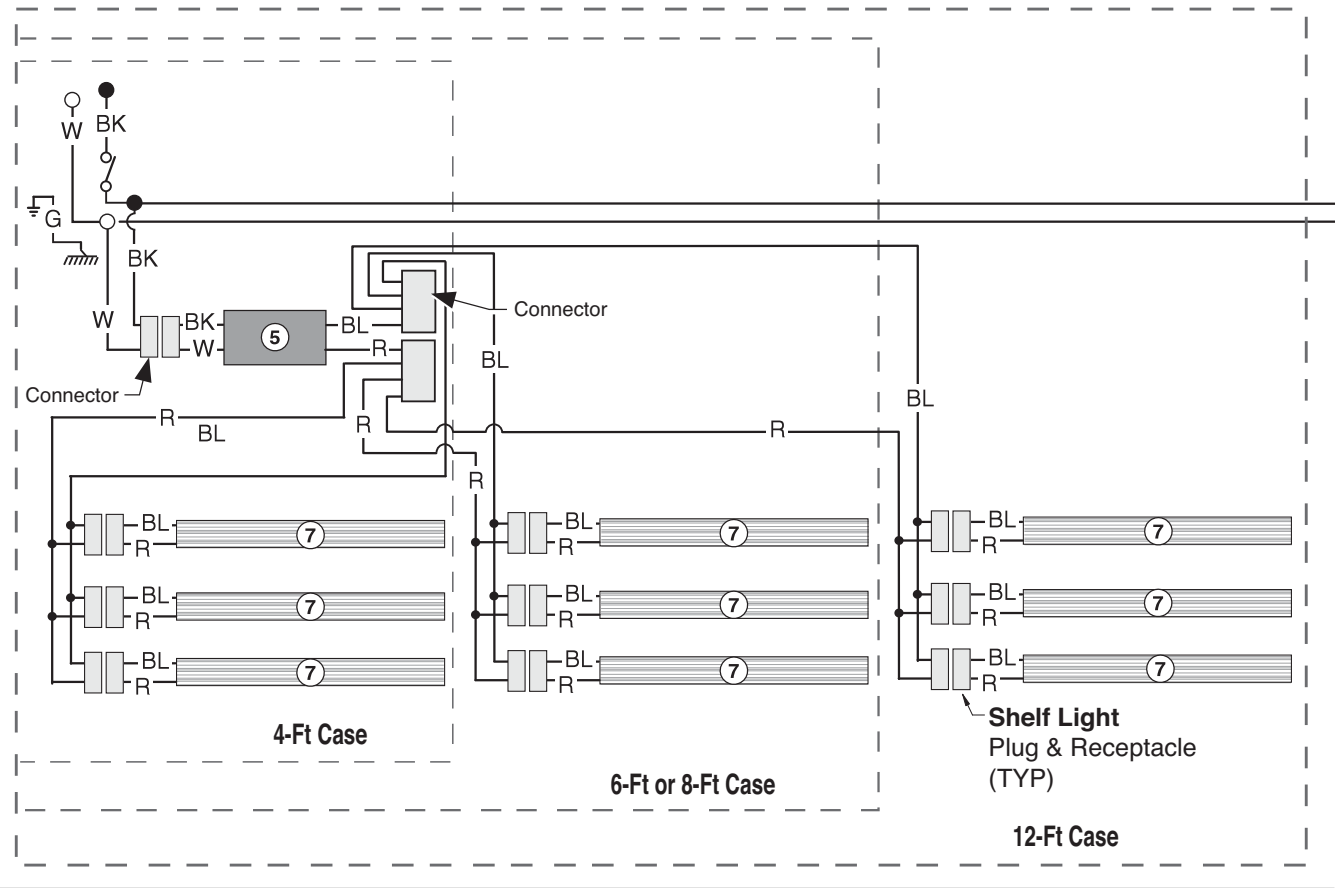 W
BK
G
BK
W
BK
W
5
BL
R
Connector
Connector
BL
BL
R
BL
R
R
R
BL
R
7
BL
R
7
BL
R
7
BL
R
7
BL
R
7
BL
R
7
BL
R
7
BL
R
7
BL
R
7
4-Ft Case
Shelf Light
Plug & Receptacle
(TYP)
6-Ft or 8-Ft Case
12-Ft Case